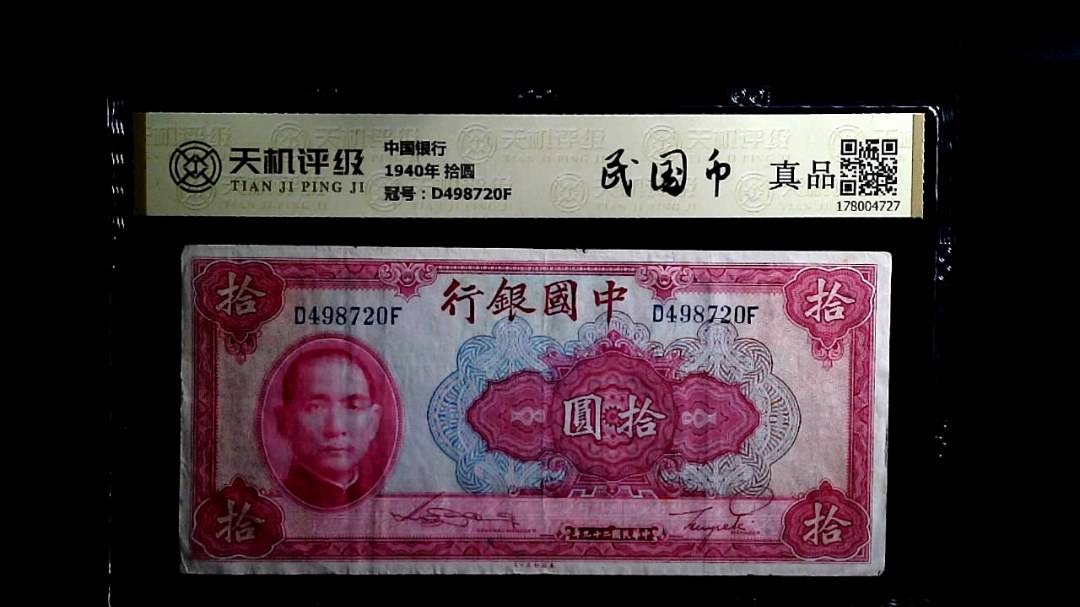 天机评级
TIAN JI PING JI
中国银行
1940年 拾圆
冠号：D498720F
民国币
真品
178004727
行銀國中
拾
拾
D498720F
D498720F
圓拾
年九十二國民華中
拾
拾